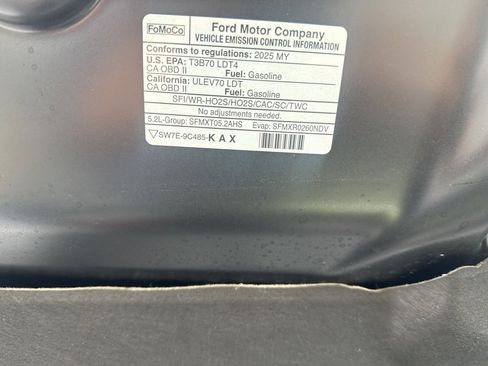 FoMoCo
Ford Motor Company
VEHICLE EMISSION CONTROL INFORMATION
Conforms to regulations: 2025 MY
U.S. EPA: T3B70 LDT4
CA OBD II Fuel: Gasoline
California: ULEV70 LDT
CA OBD II Fuel: Gasoline
SFI/WR-HO2S/HO2S/CAC/SC/TWC
No adjustments needed.
5.2L-Group: SFMXT05.2AHS Evap: SFMXR0260NDV
SW7E-9C485-KAX